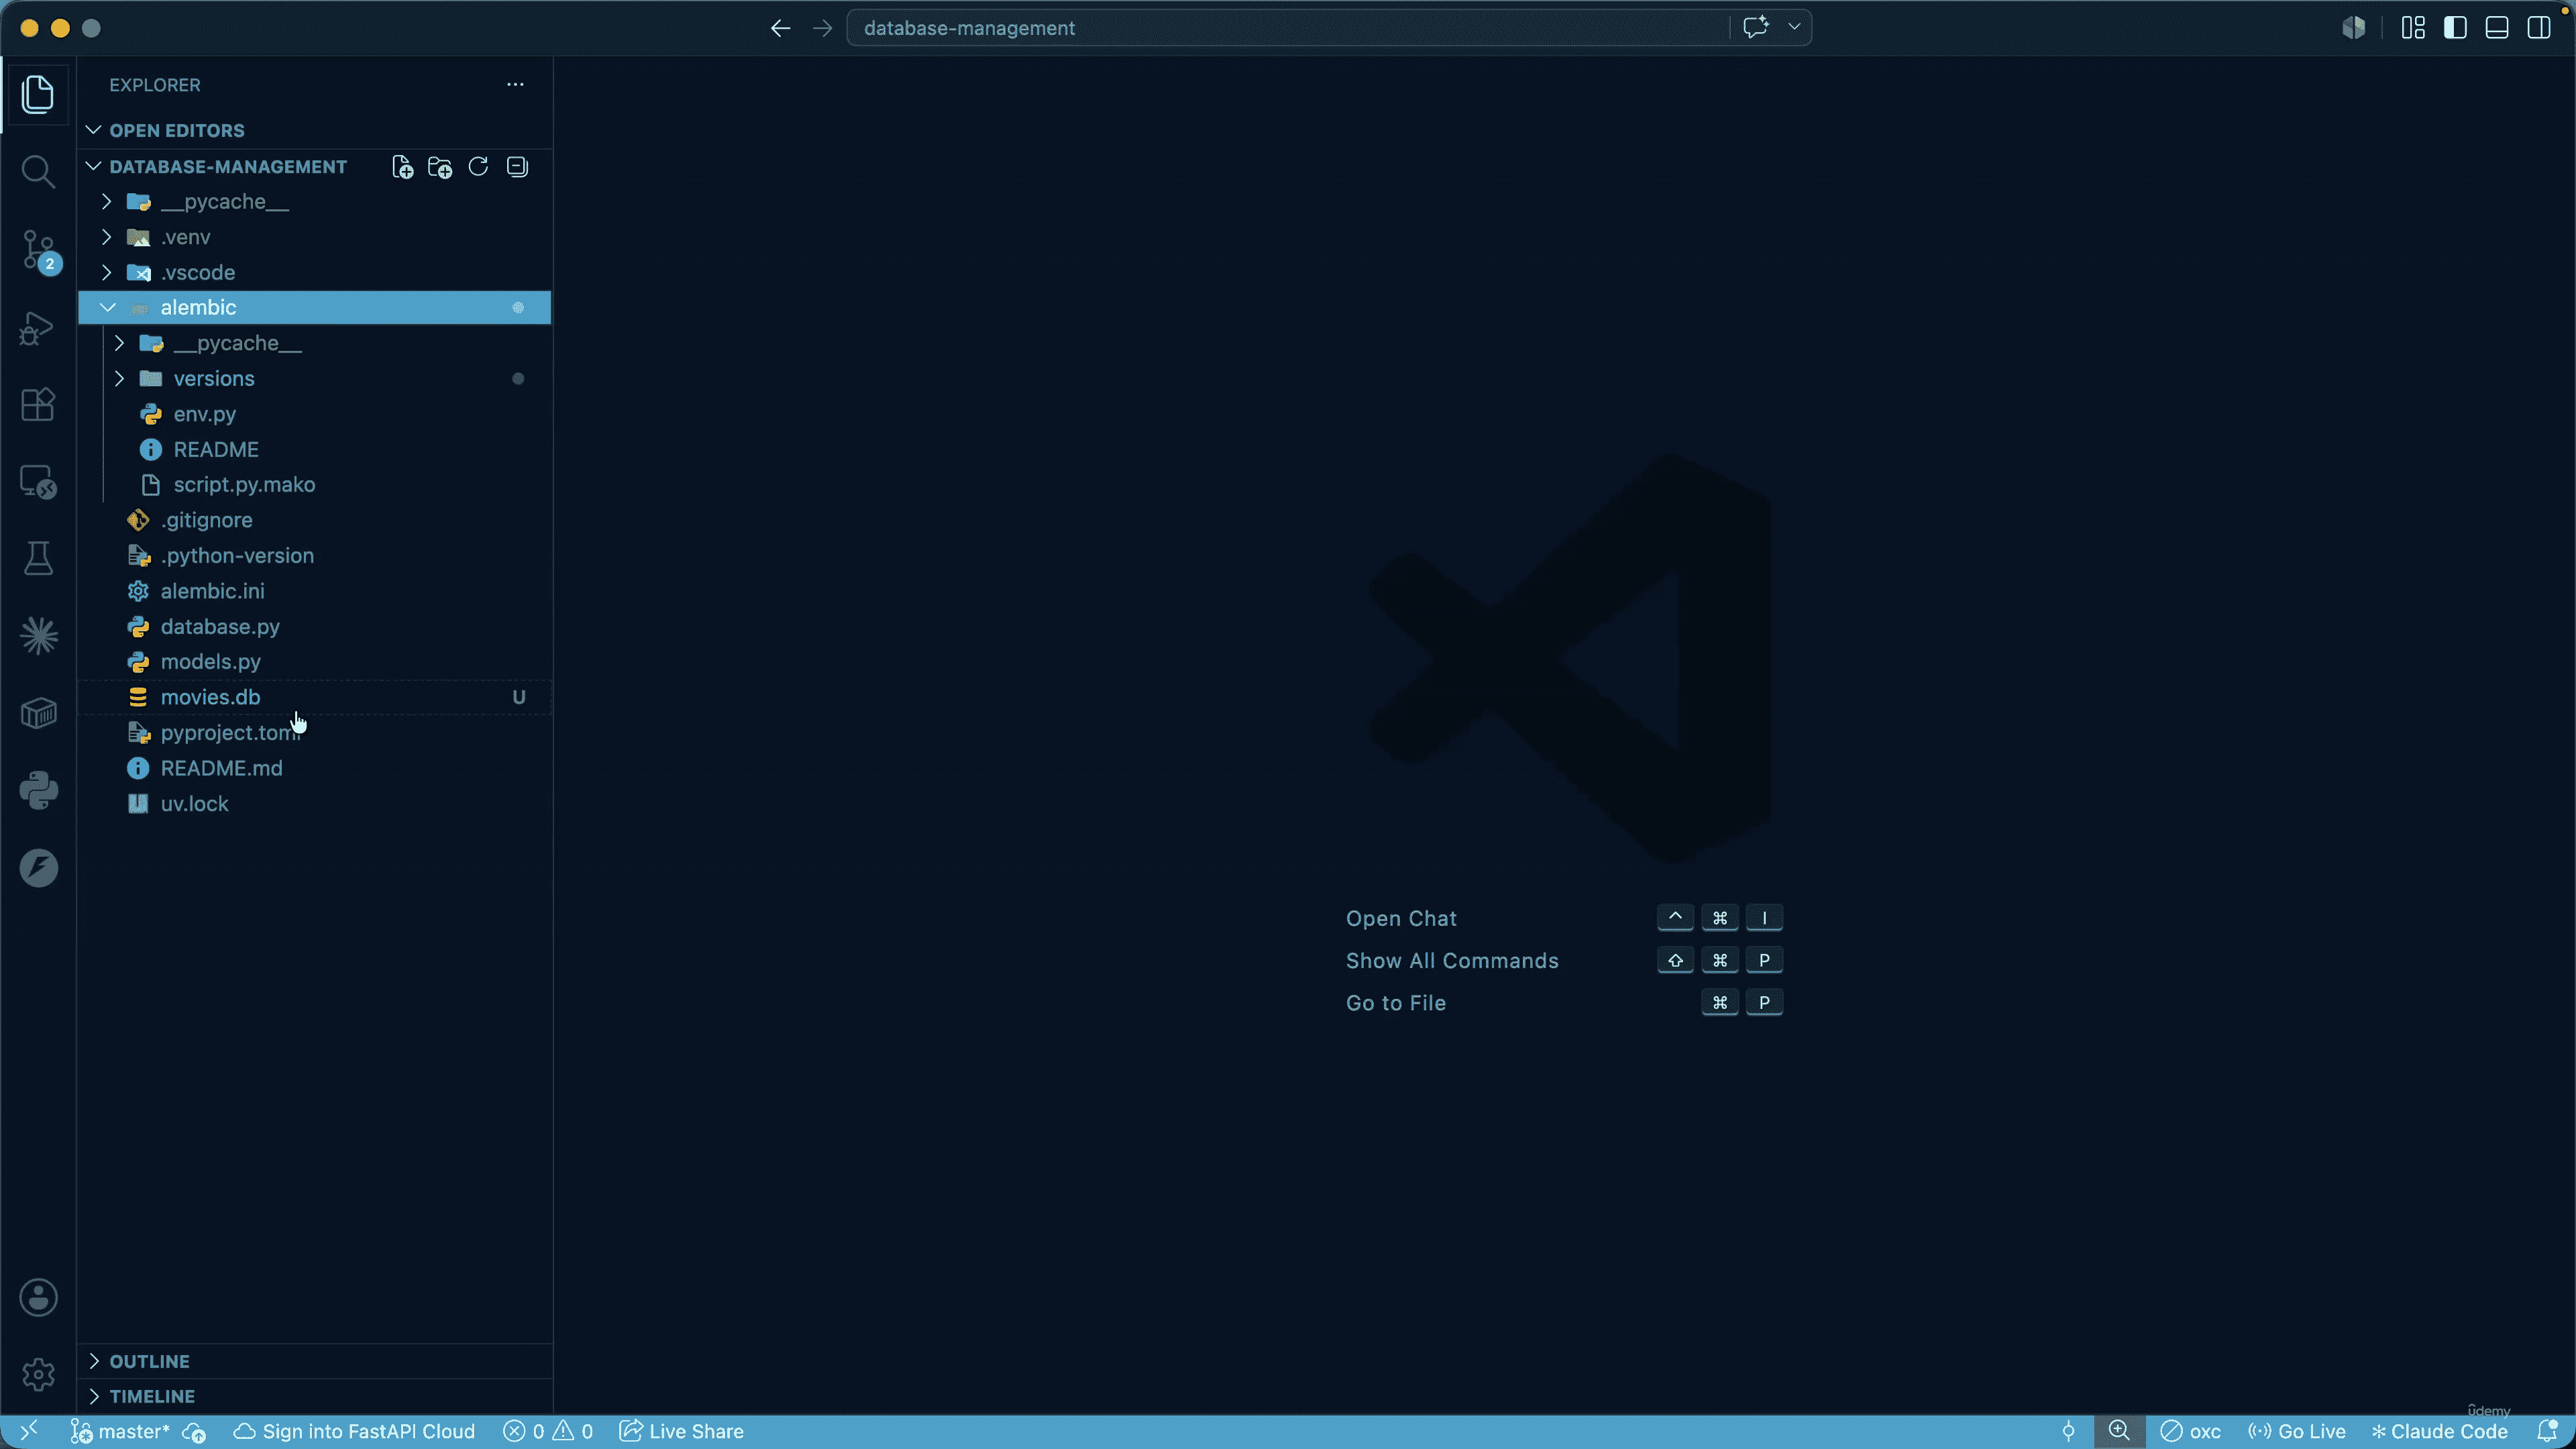 database-management
EXPLORER
OPEN EDITORS
DATABASE-MANAGEMENT
__pycache__
.venv
2
.vscode
alembic
__pycache__
versions
env.py
README
script.py.mako
.gitignore
.python-version
alembic.ini
database.py
models.py
movies.db U
pyproject.toml
README.md
uv.lock
Open Chat ^ ⌘ I
Show All Commands ⇧ ⌘ P
Go to File ⌘ P
OUTLINE
TIMELINE
udemy
master* Sign into FastAPI Cloud 0 0 Live Share oxc Go Live Claude Code